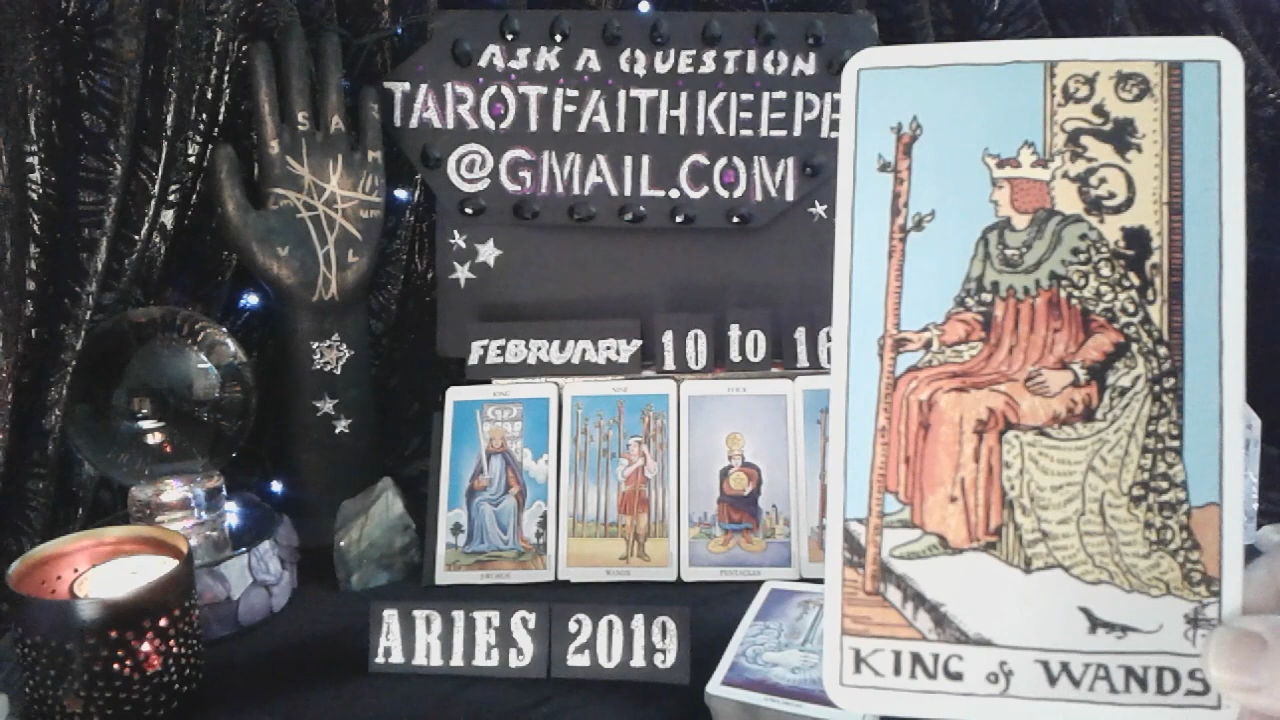 ASK A QUESTION
TAROTFAITHKEEPE
@GMAIL.COM
S A
FEBRUARY 10 to 16
KING
NINE
FOUR
SWORDS
WANDS
PENTACLES
ARIES 2019
KING of WANDS